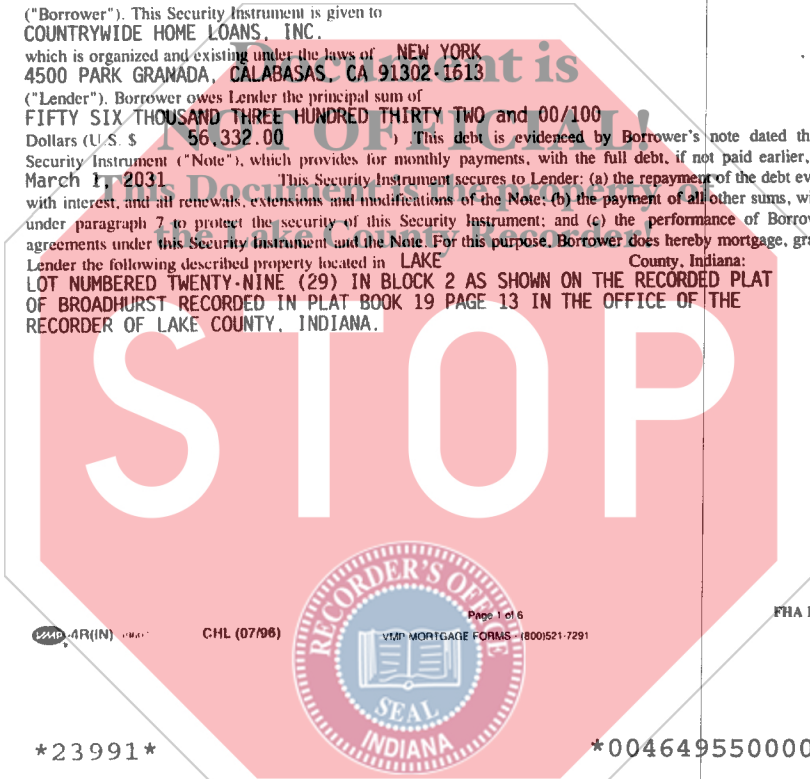 ("Borrower"). This Security Instrument is given to
COUNTRYWIDE HOME LOANS, INC.
which is organized and existing under the laws of NEW YORK
Document is
4500 PARK GRANADA, CALABASAS, CA 91302-1613
("Lender"). Borrower owes Lender the principal sum of
FIFTY SIX THOUSAND THREE HUNDRED THIRTY TWO and 00/100
NOT OFFICIAL!
Dollars (U.S. $ 56,332.00 ). This debt is evidenced by Borrower's note dated th
Security Instrument ("Note"), which provides for monthly payments, with the full debt, if not paid earlier,
March 1, 2031 This Security Instrument secures to Lender: (a) the repayment of the debt ev
This Document is the property of
with interest, and all renewals, extensions and modifications of the Note; (b) the payment of all other sums, wi
under paragraph 7 to protect the security of this Security Instrument; and (c) the performance of Borro
the Lake County Recorder!
agreements under this Security Instrument and the Note. For this purpose, Borrower does hereby mortgage, gra
Lender the following described property located in LAKE County, Indiana:
LOT NUMBERED TWENTY-NINE (29) IN BLOCK 2 AS SHOWN ON THE RECORDED PLAT
OF BROADHURST RECORDED IN PLAT BOOK 19 PAGE 13 IN THE OFFICE OF THE
RECORDER OF LAKE COUNTY, INDIANA.
STOP
RECORDER'S OFFICE
SEAL
INDIANA
Page 1 of 6
FHA
VMP -4R(IN) CHL (07/96) VMP MORTGAGE FORMS - (800)521-7291
*23991* *004649550000